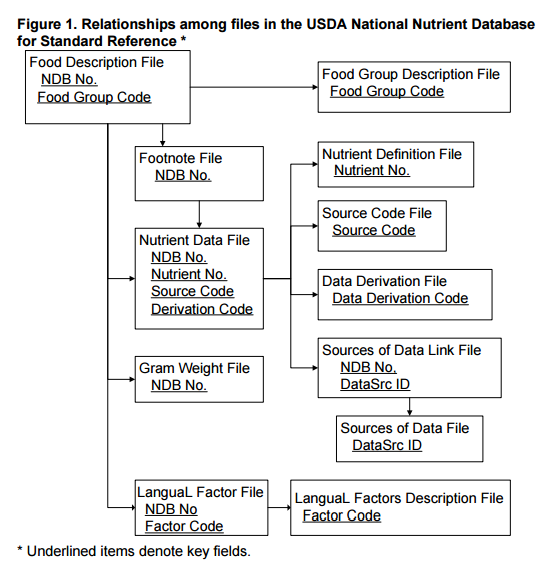 Figure 1. Relationships among files in the USDA National Nutrient Database
for Standard Reference *
Food Description File
NDB No.
Food Group Code
Food Group Description File
Food Group Code
Footnote File
NDB No.
Nutrient Definition File
Nutrient No.
Nutrient Data File
NDB No.
Nutrient No.
Source Code
Derivation Code
Source Code File
Source Code
Data Derivation File
Data Derivation Code
Sources of Data Link File
NDB No.
DataSrc ID
Gram Weight File
NDB No.
Sources of Data File
DataSrc ID
LanguaL Factor File
NDB No
Factor Code
LanguaL Factors Description File
Factor Code
* Underlined items denote key fields.